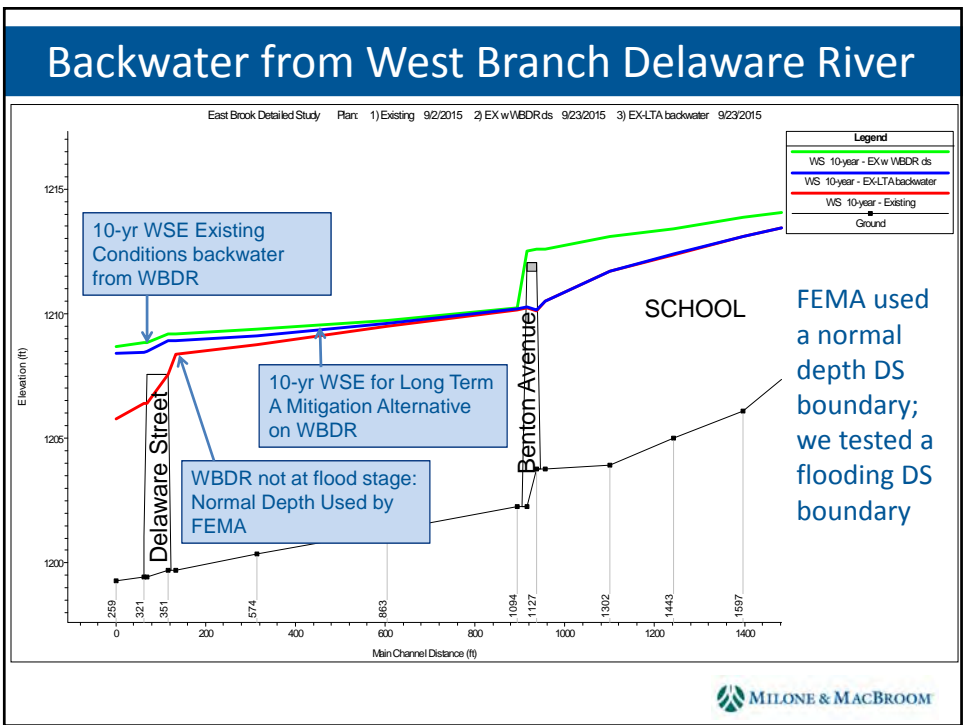 Backwater from West Branch Delaware River
East Brook Detailed Study Plan: 1) Existing 9/2/2015 2) EX w WBDR ds 9/23/2015 3) EX-LTA backwater 9/23/2015
Legend
WS 10-year - EX w WBDR ds
WS 10-year - EX-LTA backwater
WS 10-year - Existing
Ground
1215
1210
1205
1200
Elevation (ft)
10-yr WSE Existing
Conditions backwater
from WBDR
10-yr WSE for Long Term
A Mitigation Alternative
on WBDR
WBDR not at flood stage:
Normal Depth Used by
FEMA
Delaware Street
Benton Avenue
SCHOOL
FEMA used
a normal
depth DS
boundary;
we tested a
flooding DS
boundary
259
321
351
574
863
1094
1127
1302
1443
1597
0
200
400
600
800
1000
1200
1400
Main Channel Distance (ft)
MILONE & MACBROOM